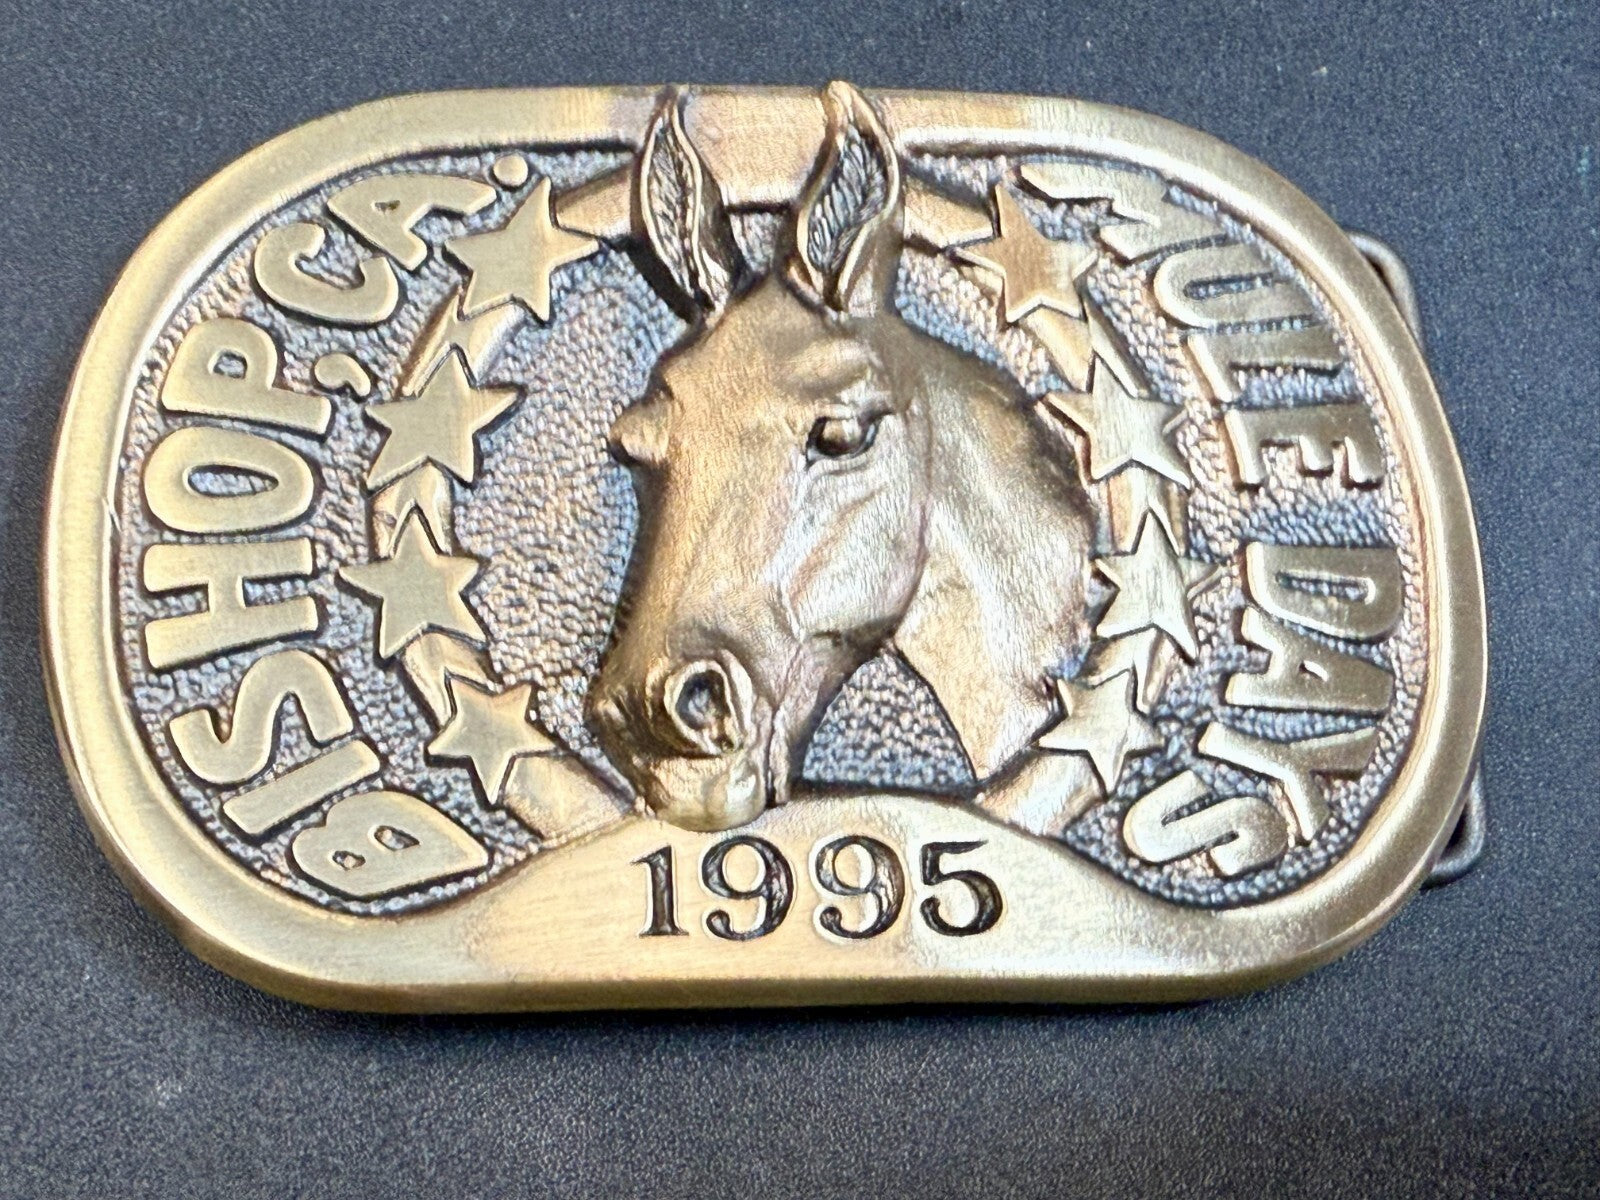 BISHOP, CA.
MULE DAYS
1995